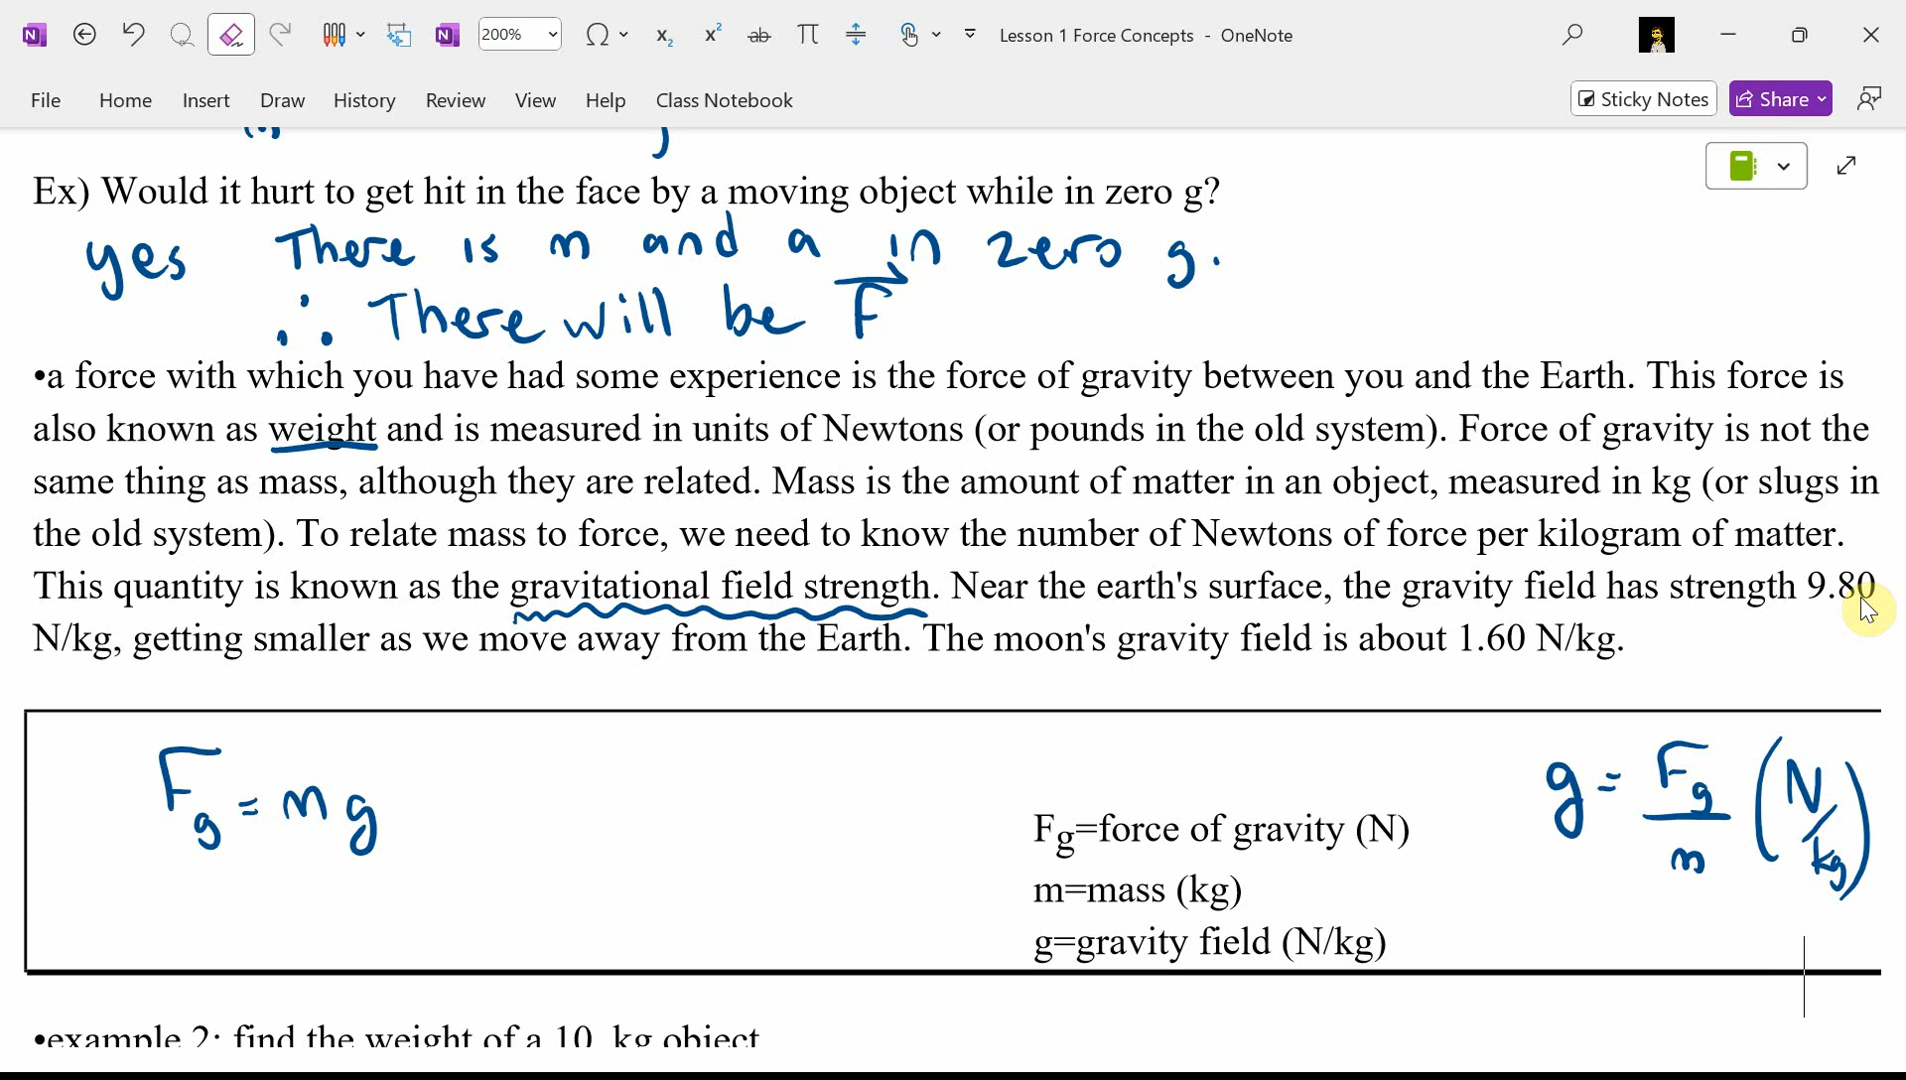 200%
Lesson 1 Force Concepts - OneNote
File Home Insert Draw History Review View Help Class Notebook
Sticky Notes Share
Ex) Would it hurt to get hit in the face by a moving object while in zero g?
yes There is m and a in zero g.
∴ There will be F⃗
•a force with which you have had some experience is the force of gravity between you and the Earth. This force is
also known as weight and is measured in units of Newtons (or pounds in the old system). Force of gravity is not the
same thing as mass, although they are related. Mass is the amount of matter in an object, measured in kg (or slugs in
the old system). To relate mass to force, we need to know the number of Newtons of force per kilogram of matter.
This quantity is known as the gravitational field strength. Near the earth's surface, the gravity field has strength 9.80
N/kg, getting smaller as we move away from the Earth. The moon's gravity field is about 1.60 N/kg.
Fg = mg
g = Fg/m (N/kg)
Fg=force of gravity (N)
m=mass (kg)
g=gravity field (N/kg)
•example 2: find the weight of a 10. kg object